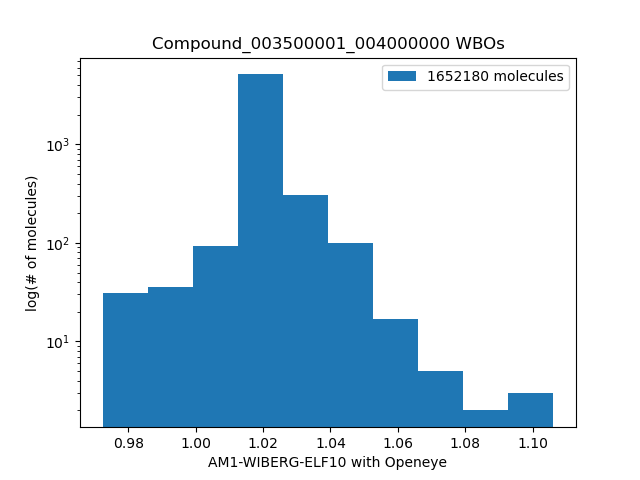 Compound_003500001_004000000 WBOs
1652180 molecules
log(# of molecules)
10³
10²
10¹
0.98 1.00 1.02 1.04 1.06 1.08 1.10
AM1-WIBERG-ELF10 with Openeye